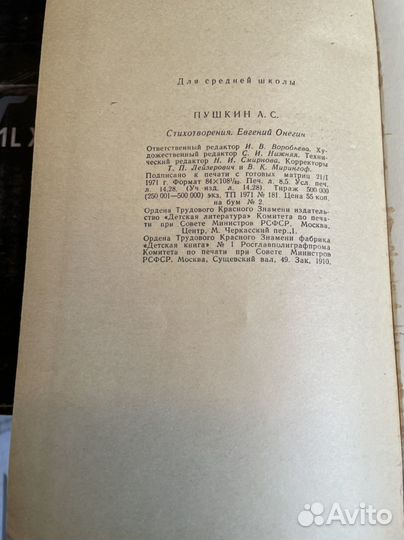 Для средней школы
ПУШКИН А. С.
Стихотворения. Евгений Онегин
Ответственный редактор И. В. Воробьева. Ху-
дожественный редактор С. И. Нижняя. Техни-
ческий редактор Н. И. Смирнова. Корректоры
Т. П. Лейзерович и В. К. Мирингоф.
Подписано к печати с готовых матриц 21/I
1971 г. Формат 84×108¹/₃₂. Печ. л. 8,5. Усл. печ.
л. 14,28. (Уч изд. л. 14,28). Тираж 500 000
(250 001—500 000) экз. ТП 1971 № 181. Цена 55 коп.
на бум № 2.
Ордена Трудового Красного Знамени издательст-
во «Детская литература» Комитета по печа-
ти при Совете Министров РСФСР. Москва,
Центр, М. Черкасский пер., 1.
Ордена Трудового Красного Знамени фабрика
«Детская книга» № 1 Росглавполиграфпрома
Комитета по печати при Совете Министров
РСФСР. Москва, Сущевский вал, 49. Зак. 1910.
Avito